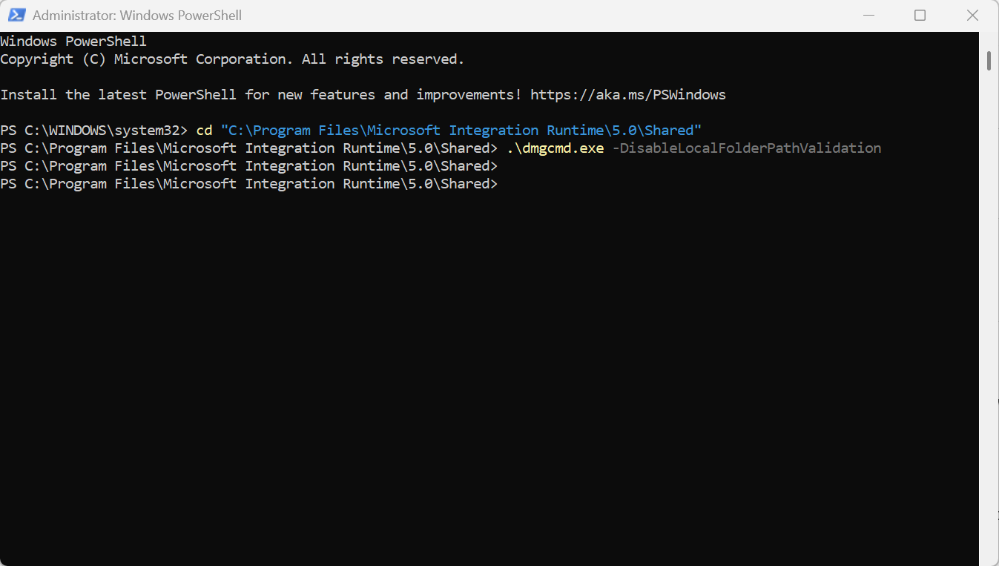 Administrator: Windows PowerShell
Windows PowerShell
Copyright (C) Microsoft Corporation. All rights reserved.
Install the latest PowerShell for new features and improvements! https://aka.ms/PSWindows
PS C:\WINDOWS\system32> cd "C:\Program Files\Microsoft Integration Runtime\5.0\Shared"
PS C:\Program Files\Microsoft Integration Runtime\5.0\Shared> .\dmgcmd.exe -DisableLocalFolderPathValidation
PS C:\Program Files\Microsoft Integration Runtime\5.0\Shared>
PS C:\Program Files\Microsoft Integration Runtime\5.0\Shared>